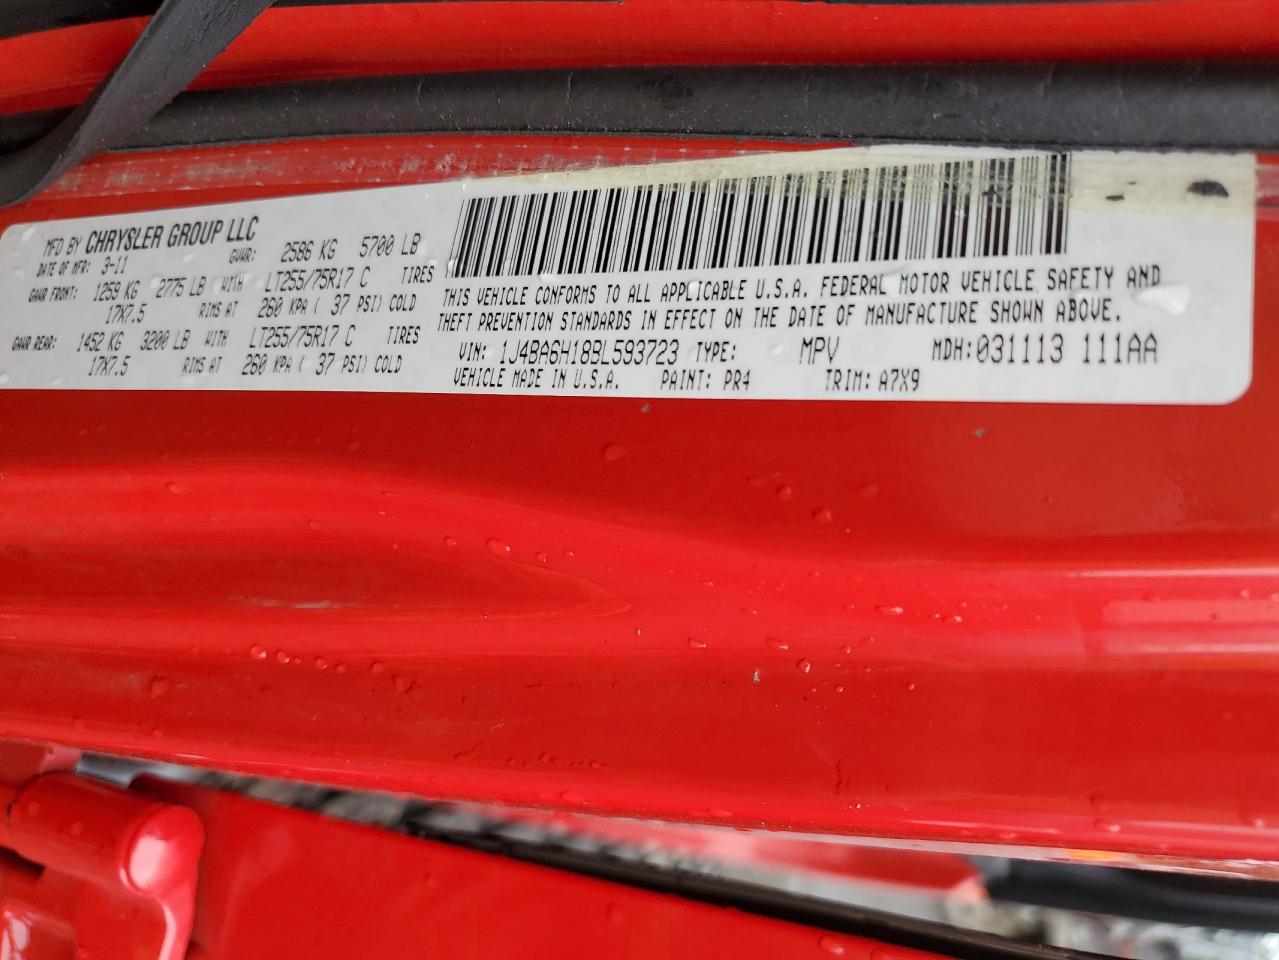 MFD BY CHRYSLER GROUP LLC
DATE OF MFR: 3-11 GVWR: 2586 KG 5700 LB
GAWR FRONT: 1259 KG 2775 LB WITH LT255/75R17 C TIRES
17X7.5 RIMS AT 260 KPA ( 37 PSI) COLD
GAWR REAR: 1452 KG 3200 LB WITH LT255/75R17 C TIRES
17X7.5 RIMS AT 260 KPA ( 37 PSI) COLD
THIS VEHICLE CONFORMS TO ALL APPLICABLE U.S.A. FEDERAL MOTOR VEHICLE SAFETY AND
THEFT PREVENTION STANDARDS IN EFFECT ON THE DATE OF MANUFACTURE SHOWN ABOVE.
VIN: 1J4BA6H18BL593723 TYPE: MPV MDH: 031113 111AA
VEHICLE MADE IN U.S.A. PAINT: PR4 TRIM: A7X9